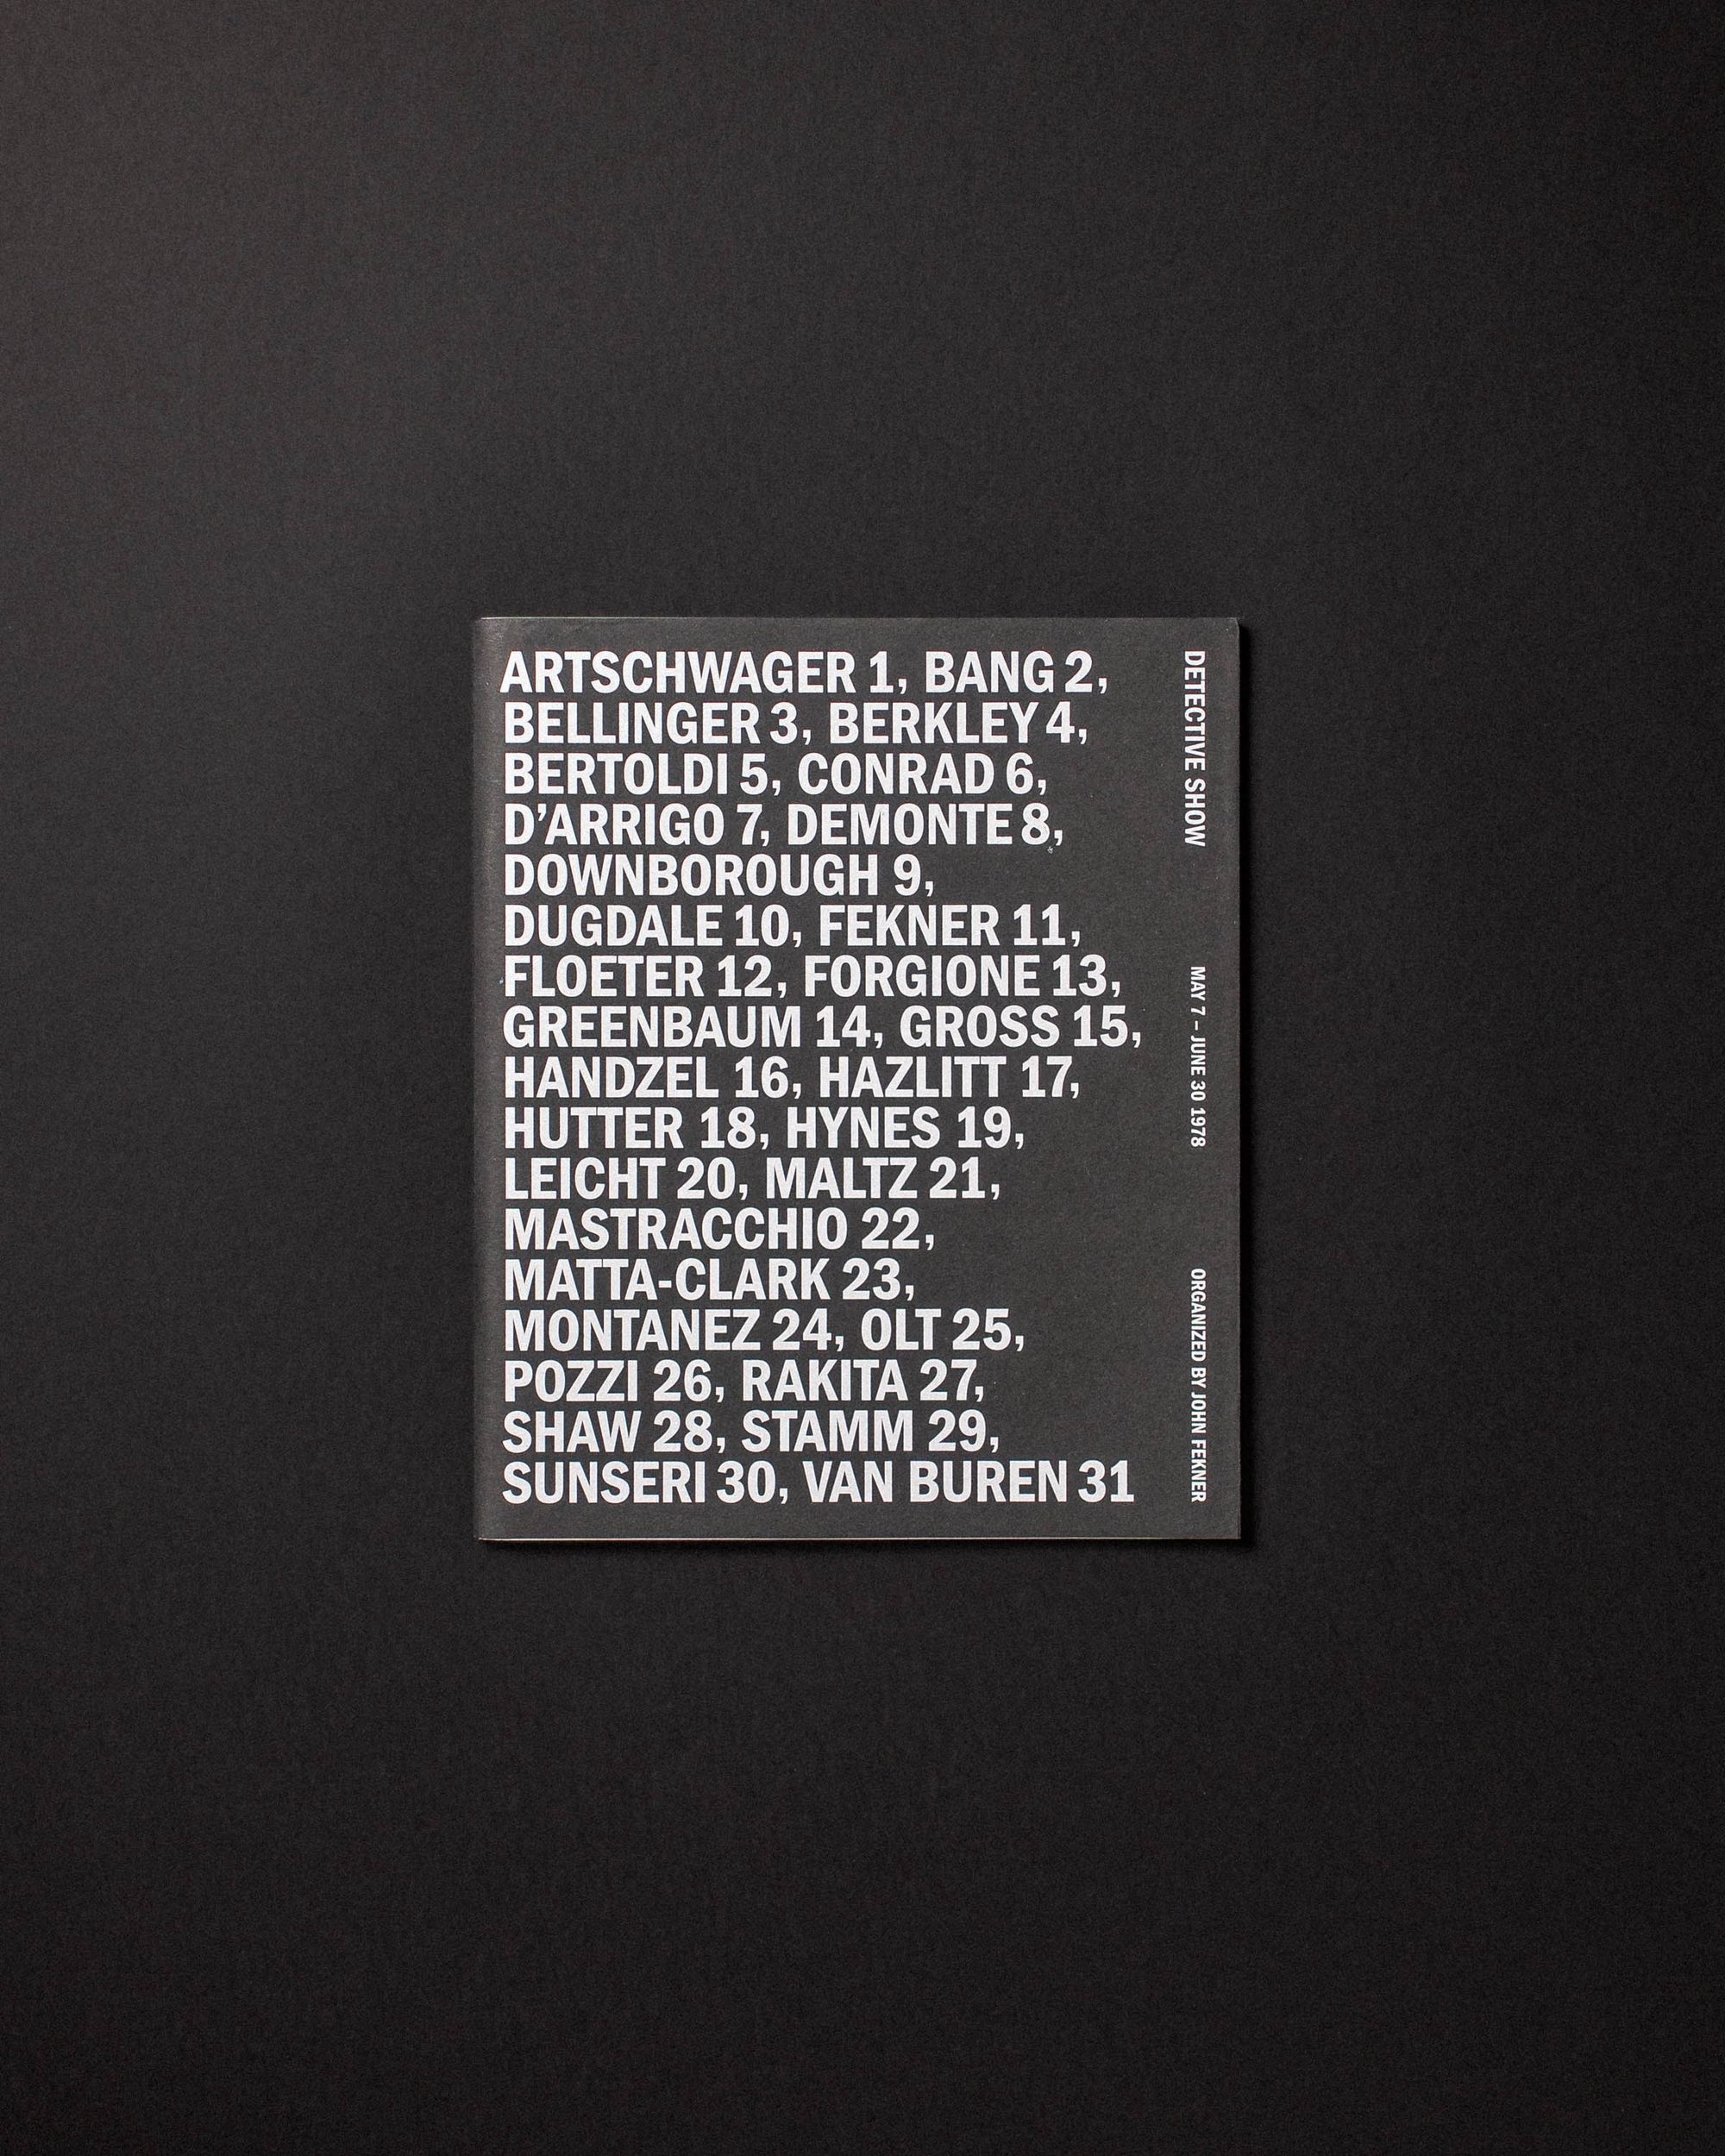 ARTSCHWAGER 1, BANG 2,
BELLINGER 3, BERKLEY 4,
BERTOLDI 5, CONRAD 6,
D’ARRIGO 7, DEMONTE 8,
DOWNBOROUGH 9,
DUGDALE 10, FEKNER 11,
FLOETER 12, FORGIONE 13,
GREENBAUM 14, GROSS 15,
HANDZEL 16, HAZLITT 17,
HUTTER 18, HYNES 19,
LEICHT 20, MALTZ 21,
MASTRACCHIO 22,
MATTA-CLARK 23,
MONTANEZ 24, OLT 25,
POZZI 26, RAKITA 27,
SHAW 28, STAMM 29,
SUNSERI 30, VAN BUREN 31
DETECTIVE SHOW
MAY 7 – JUNE 30 1978
ORGANIZED BY JOHN FEKNER